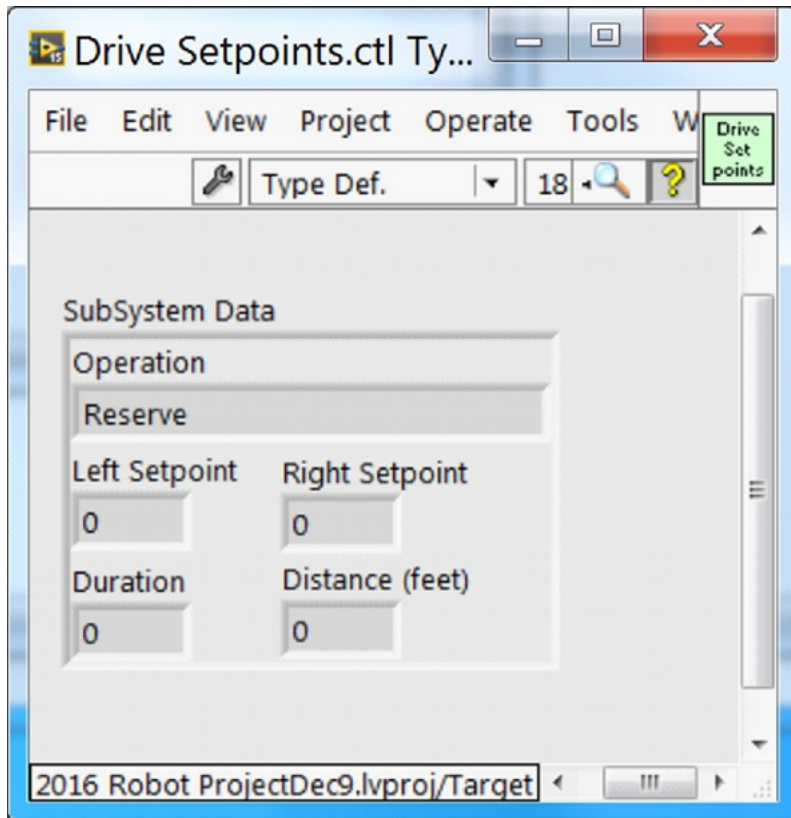 Drive Setpoints.ctl Ty...
File Edit View Project Operate Tools W
Drive
Set
points
Type Def. 18
SubSystem Data
Operation
Reserve
Left Setpoint Right Setpoint
0 0
Duration Distance (feet)
0 0
2016 Robot ProjectDec9.lvproj/Target